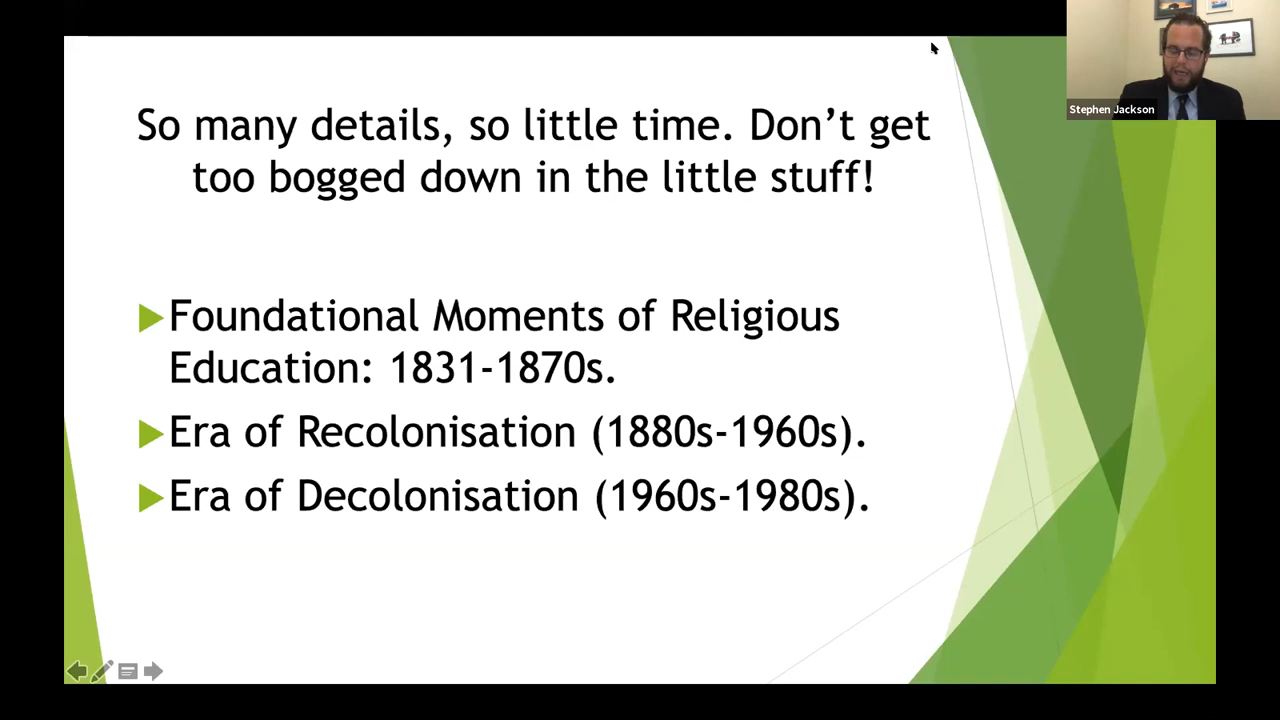 So many details, so little time. Don’t get
too bogged down in the little stuff!
Foundational Moments of Religious
Education: 1831-1870s.
Era of Recolonisation (1880s-1960s).
Era of Decolonisation (1960s-1980s).
Stephen Jackson